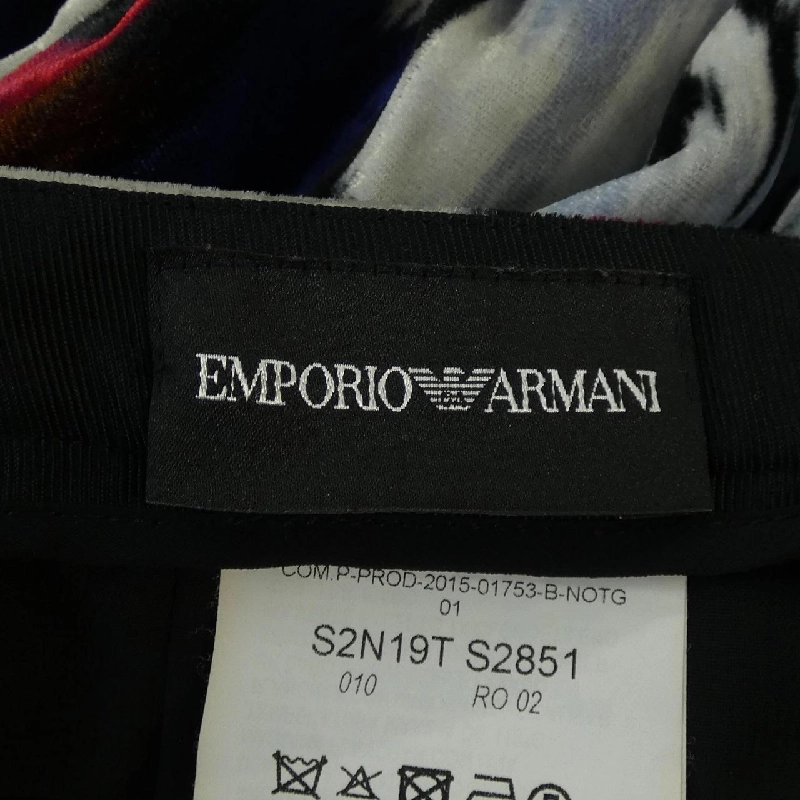 EMPORIO ARMANI
COM.P-PROD-2015-01753-B-NOTG
01
S2N19T S2851
010 RO 02